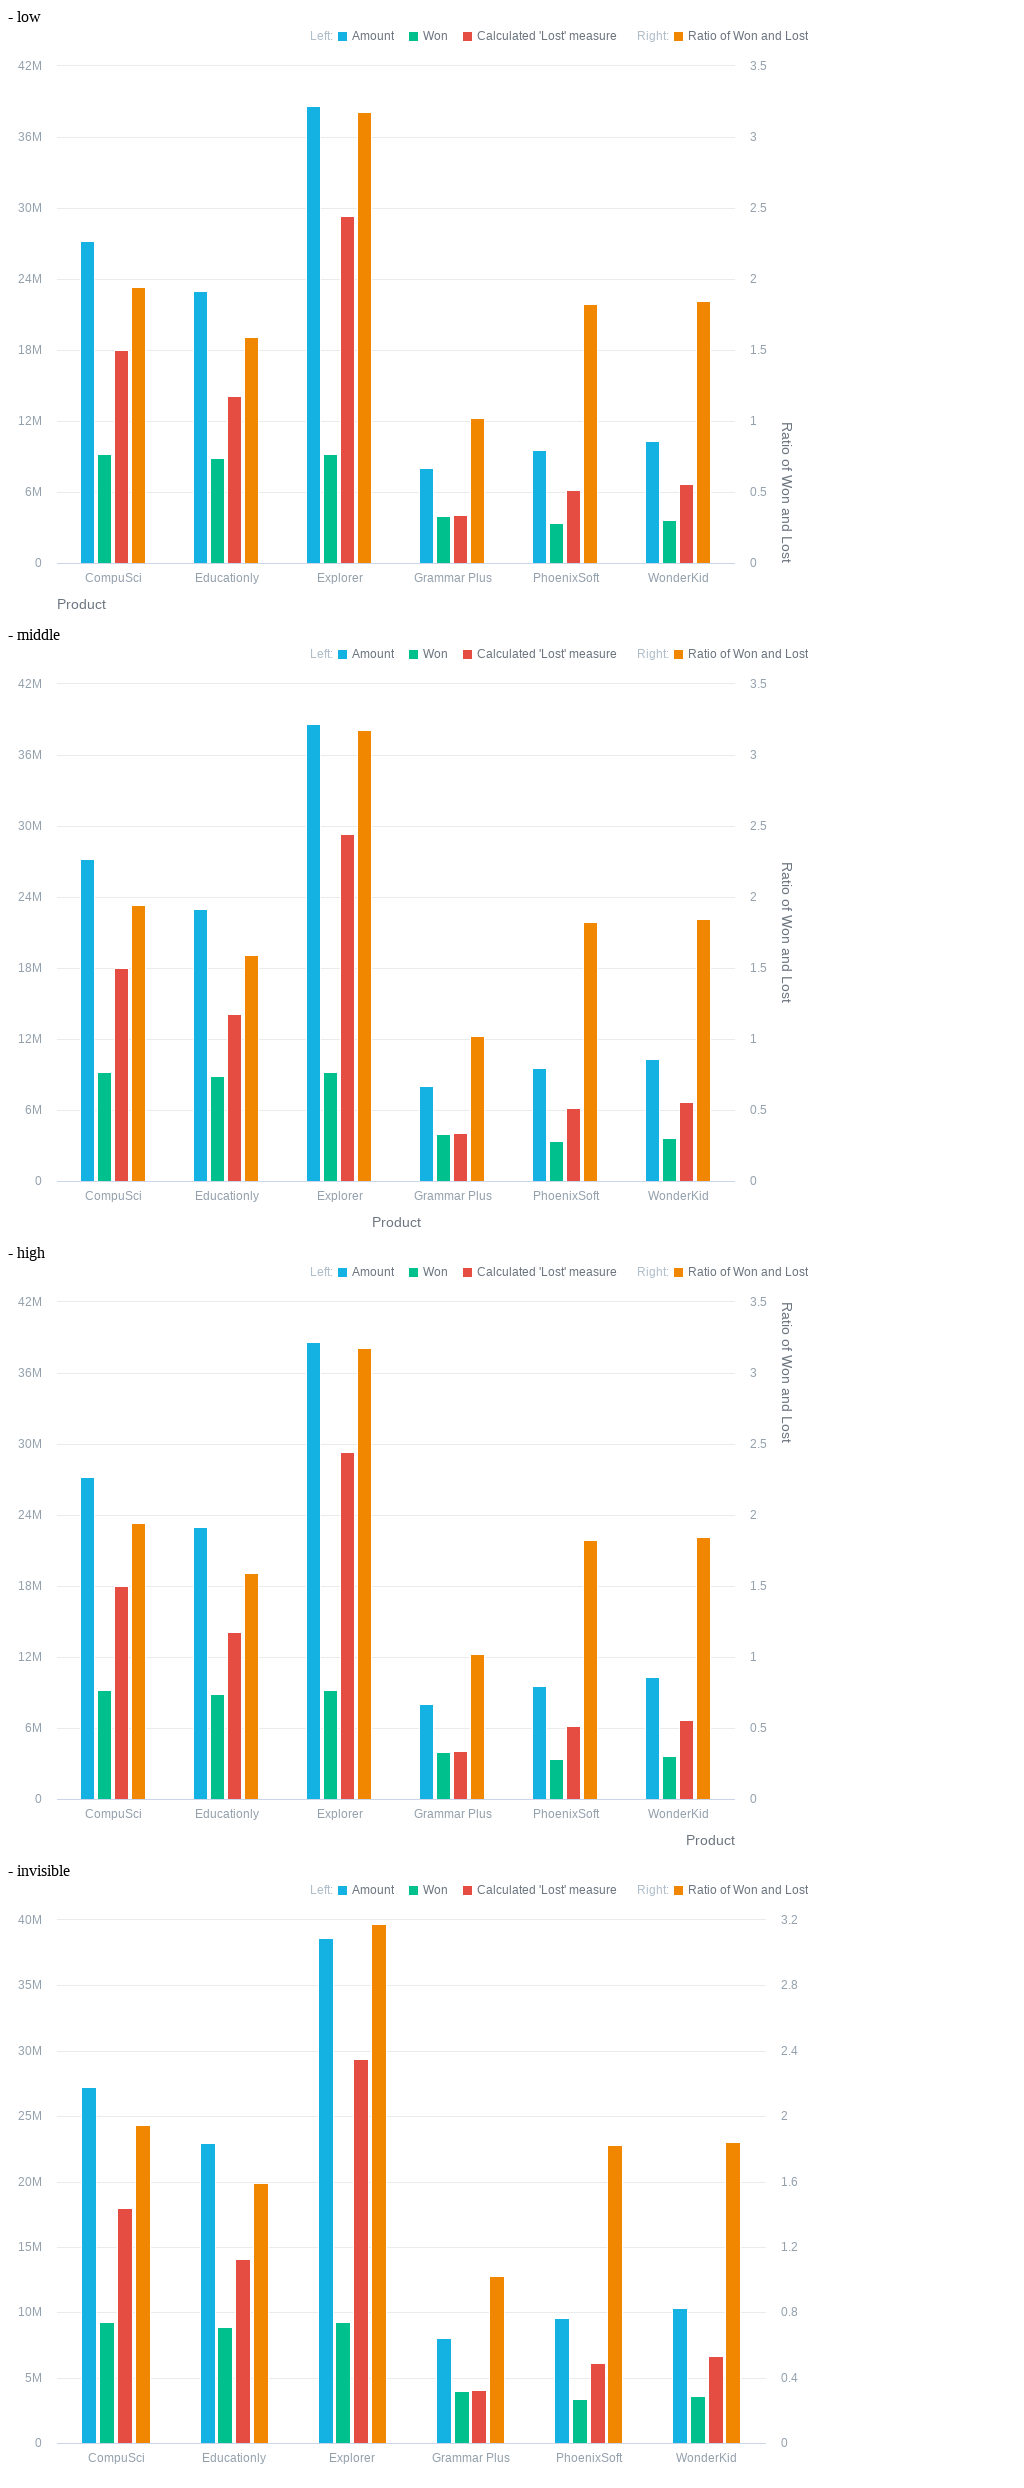 - low
Left: Amount Won Calculated 'Lost' measure Right: Ratio of Won and Lost
42M 3.5
36M 3
30M 2.5
24M 2
18M 1.5
12M 1
6M 0.5
0 0
Ratio of Won and Lost
CompuSci Educationly Explorer Grammar Plus PhoenixSoft WonderKid
Product
- middle
Left: Amount Won Calculated 'Lost' measure Right: Ratio of Won and Lost
42M 3.5
36M 3
30M 2.5
24M 2
18M 1.5
12M 1
6M 0.5
0 0
Ratio of Won and Lost
CompuSci Educationly Explorer Grammar Plus PhoenixSoft WonderKid
Product
- high
Left: Amount Won Calculated 'Lost' measure Right: Ratio of Won and Lost
42M 3.5
36M 3
30M 2.5
24M 2
18M 1.5
12M 1
6M 0.5
0 0
Ratio of Won and Lost
CompuSci Educationly Explorer Grammar Plus PhoenixSoft WonderKid
Product
- invisible
Left: Amount Won Calculated 'Lost' measure Right: Ratio of Won and Lost
40M 3.2
35M 2.8
30M 2.4
25M 2
20M 1.6
15M 1.2
10M 0.8
5M 0.4
0 0
CompuSci Educationly Explorer Grammar Plus PhoenixSoft WonderKid